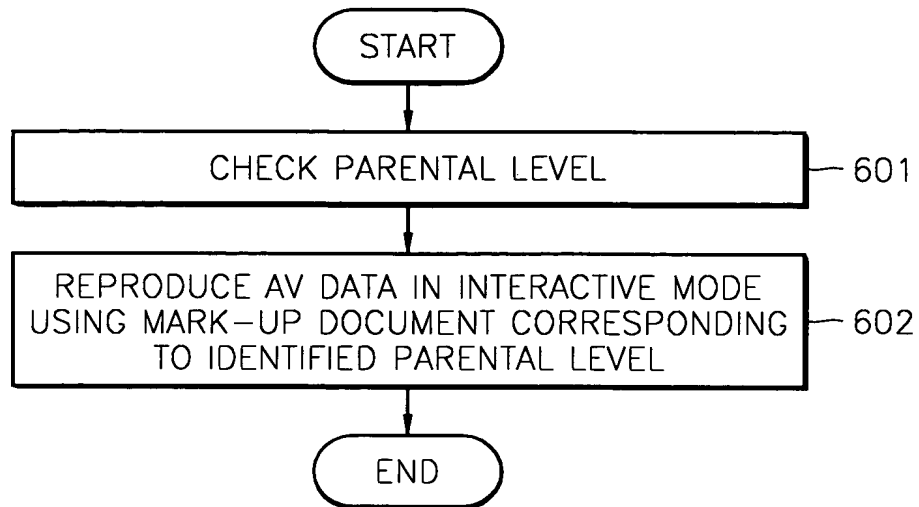 START
CHECK PARENTAL LEVEL
601
REPRODUCE AV DATA IN INTERACTIVE MODE
USING MARK-UP DOCUMENT CORRESPONDING
TO IDENTIFIED PARENTAL LEVEL
602
END